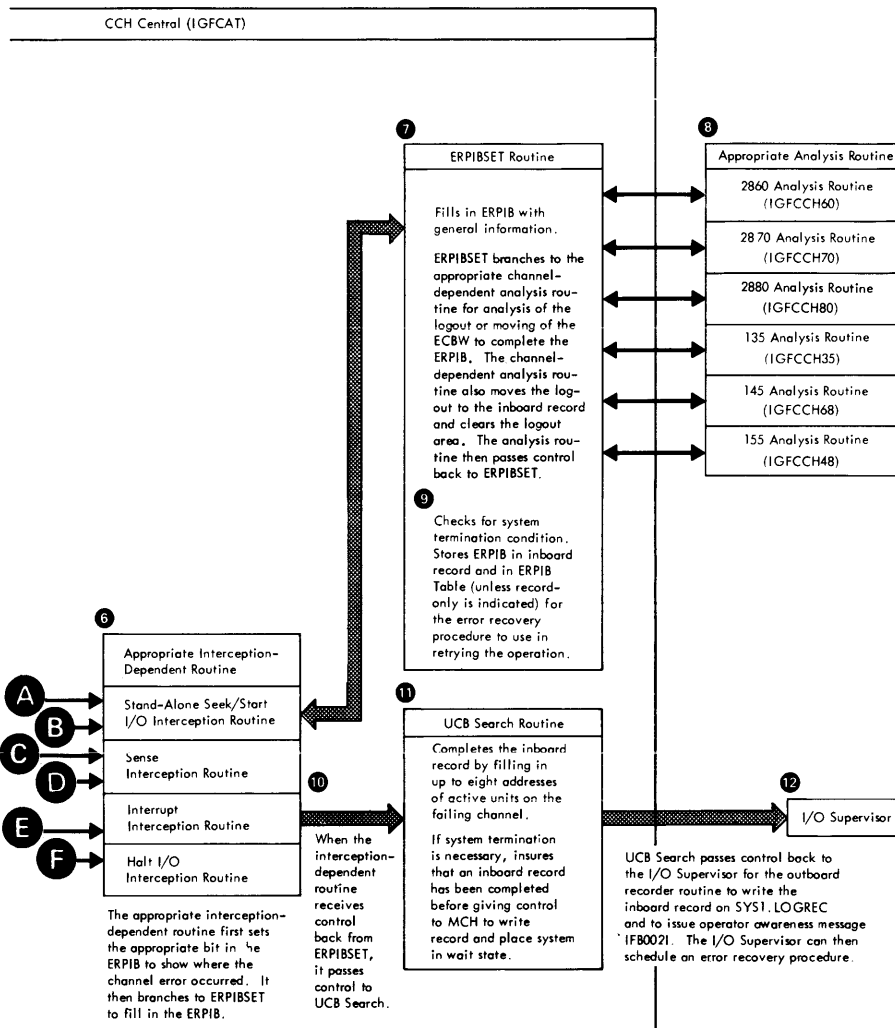 CCH Central (IGFCAT)
7
ERPIBSET Routine
Fills in ERPIB with
general information.
ERPIBSET branches to the
appropriate channel-
dependent analysis rou-
tine for analysis of the
logout or moving of the
ECBW to complete the
ERPIB. The channel-
dependent analysis rou-
tine also moves the log-
out to the inboard record
and clears the logout
area. The analysis rou-
tine then passes control
back to ERPIBSET.
9
Checks for system
termination condition.
Stores ERPIB in inboard
record and in ERPIB
Table (unless record-
only is indicated) for
the error recovery
procedure to use in
retrying the operation.
8
Appropriate Analysis Routine
2860 Analysis Routine
(IGFCCH60)
2870 Analysis Routine
(IGFCCH70)
2880 Analysis Routine
(IGFCCH80)
135 Analysis Routine
(IGFCCH35)
145 Analysis Routine
(IGFCCH68)
155 Analysis Routine
(IGFCCH48)
6
Appropriate Interception-
Dependent Routine
A
Stand-Alone Seek/Start
B
I/O Interception Routine
C
Sense
D
Interception Routine
E
Interrupt
Interception Routine
F
Halt I/O
Interception Routine
The appropriate interception-
dependent routine first sets
the appropriate bit in he
ERPIB to show where the
channel error occurred. It
then branches to ERPIBSET
to fill in the ERPIB.
10
When the
interception-
dependent
routine
receives
control
back from
ERPIBSET,
it passes
control to
UCB Search.
11
UCB Search Routine
Completes the inboard
record by filling in
up to eight addresses
of active units on the
failing channel.
If system termination
is necessary, insures
that an inboard record
has been completed
before giving control
to MCH to write
record and place system
in wait state.
12
I/O Supervisor
UCB Search passes control back to
the I/O Supervisor for the outboard
recorder routine to write the
inboard record on SYS1.LOGREC
and to issue operator awareness message
IFB002I. The I/O Supervisor can then
schedule an error recovery procedure.